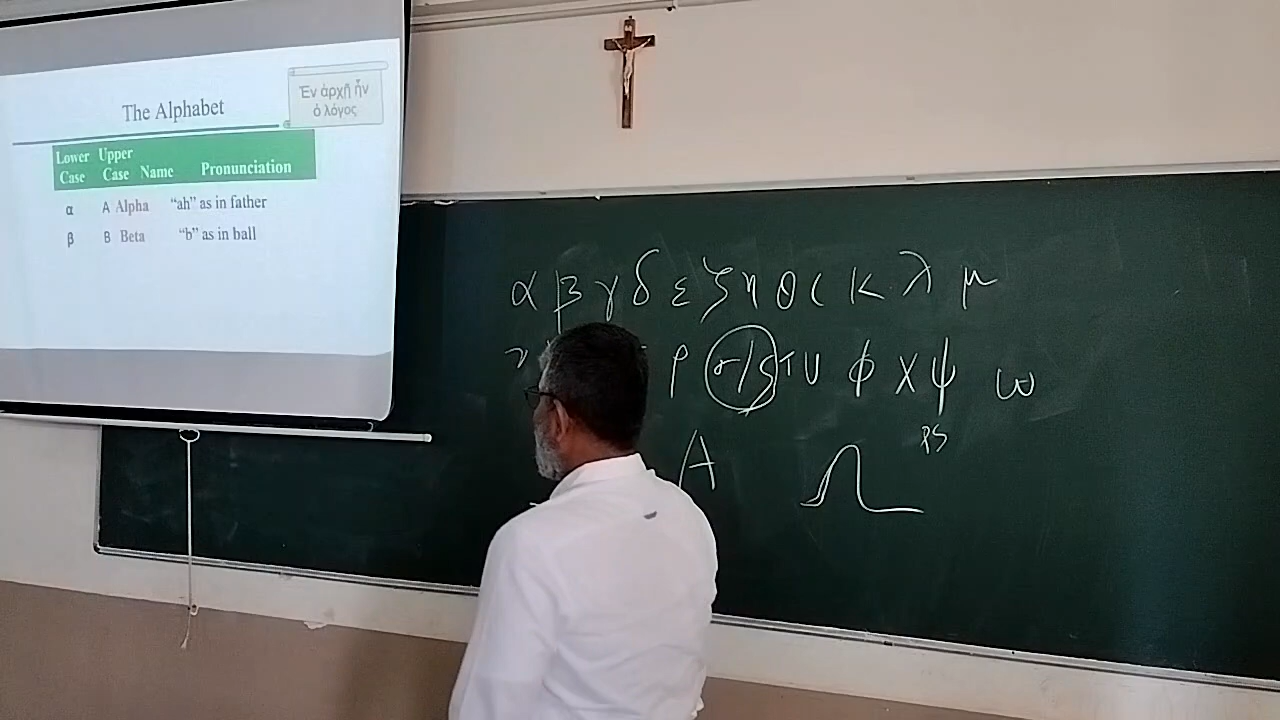 The Alphabet
Ἐν ἀρχῇ ἦν
ὁ λόγος
Lower Case Upper Case Name Pronunciation
α A Alpha “ah” as in father
β B Beta “b” as in ball
α β γ δ ε ζ η θ ι κ λ μ
ν ρ σ/ς τ υ φ χ ψ ω
A Ω
PS